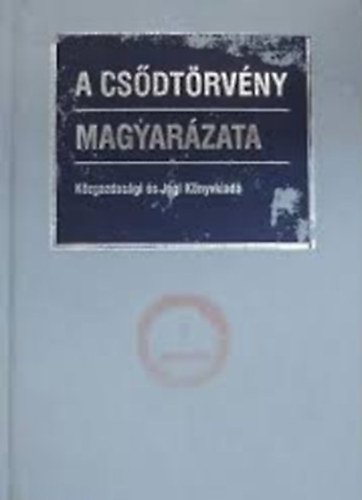 A CSŐDTÖRVÉNY
MAGYARÁZATA
Közgazdasági és Jogi Könyvkiadó